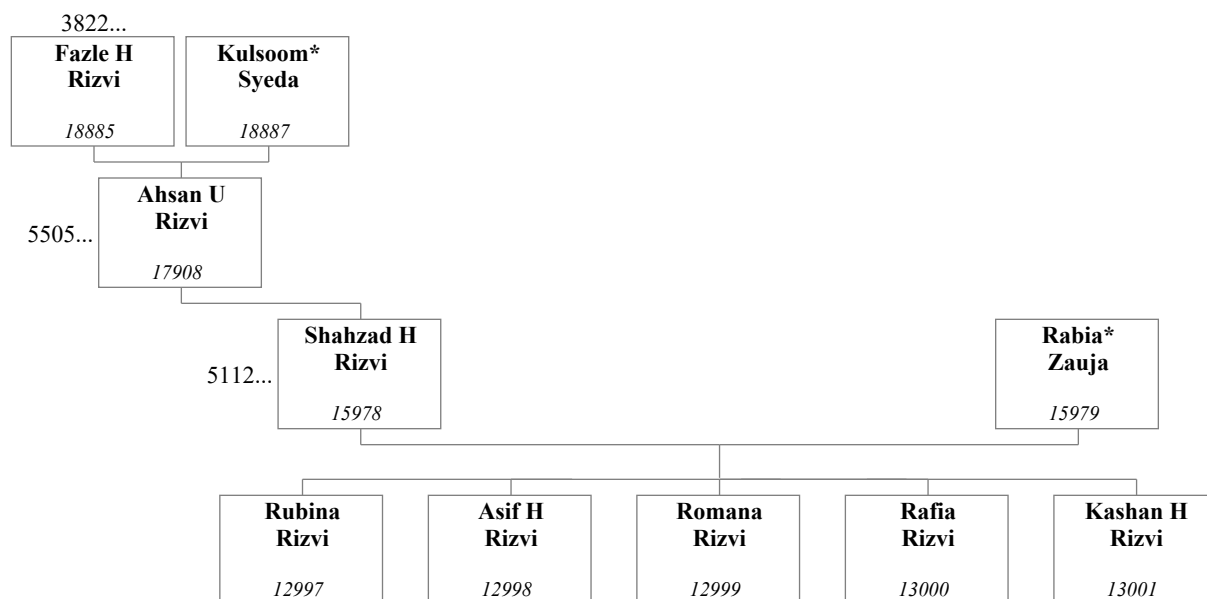 3822...
Fazle H
Rizvi
18885
Kulsoom*
Syeda
18887
5505...
Ahsan U
Rizvi
17908
5112...
Shahzad H
Rizvi
15978
Rabia*
Zauja
15979
Rubina
Rizvi
12997
Asif H
Rizvi
12998
Romana
Rizvi
12999
Rafia
Rizvi
13000
Kashan H
Rizvi
13001